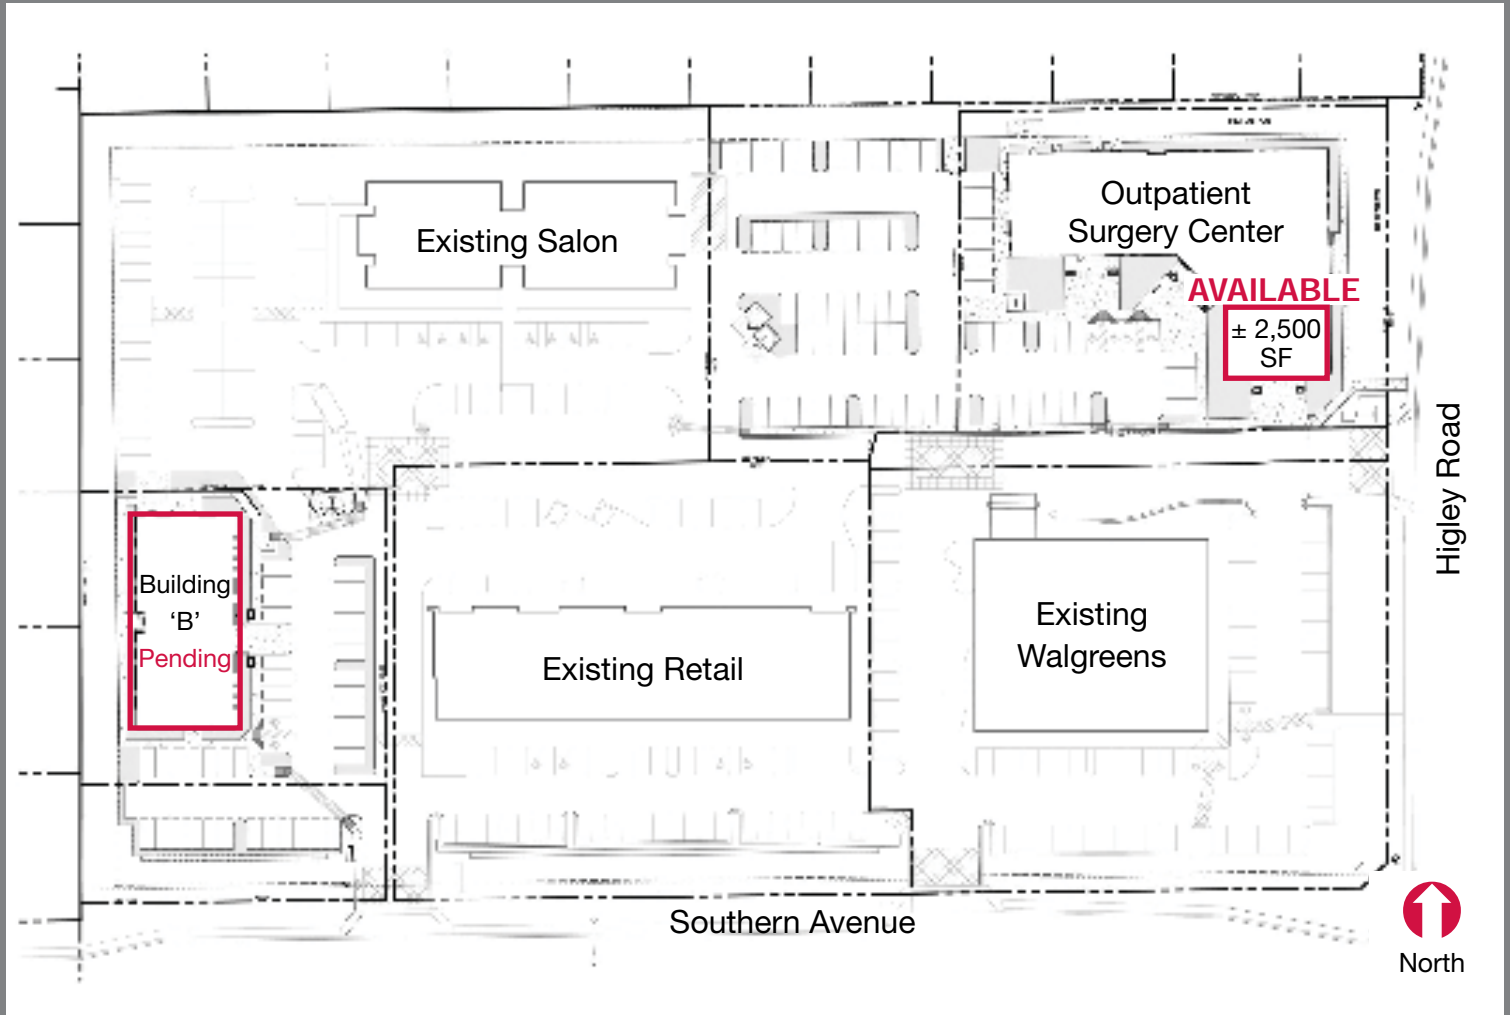 Outpatient
Surgery Center
Existing Salon
AVAILABLE
± 2,500
SF
Higley Road
Building
‘B’
Pending
Existing Retail
Existing
Walgreens
Southern Avenue
North